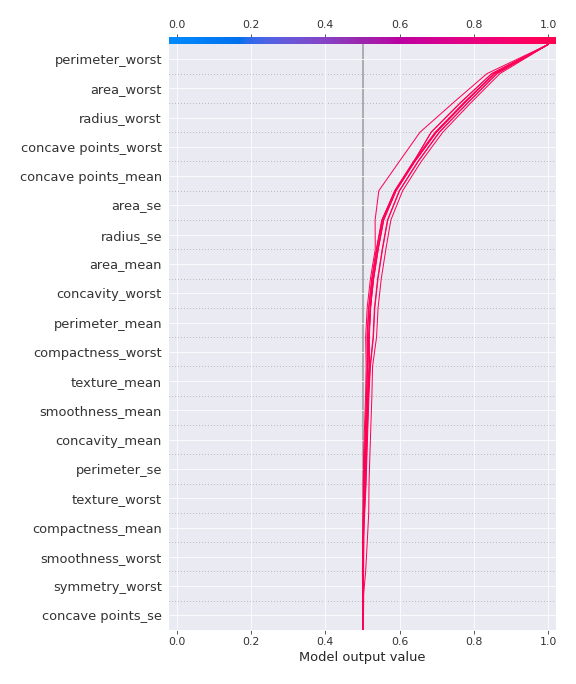 0.0 0.2 0.4 0.6 0.8 1.0
perimeter_worst
area_worst
radius_worst
concave points_worst
concave points_mean
area_se
radius_se
area_mean
concavity_worst
perimeter_mean
compactness_worst
texture_mean
smoothness_mean
concavity_mean
perimeter_se
texture_worst
compactness_mean
smoothness_worst
symmetry_worst
concave points_se
0.0 0.2 0.4 0.6 0.8 1.0
Model output value